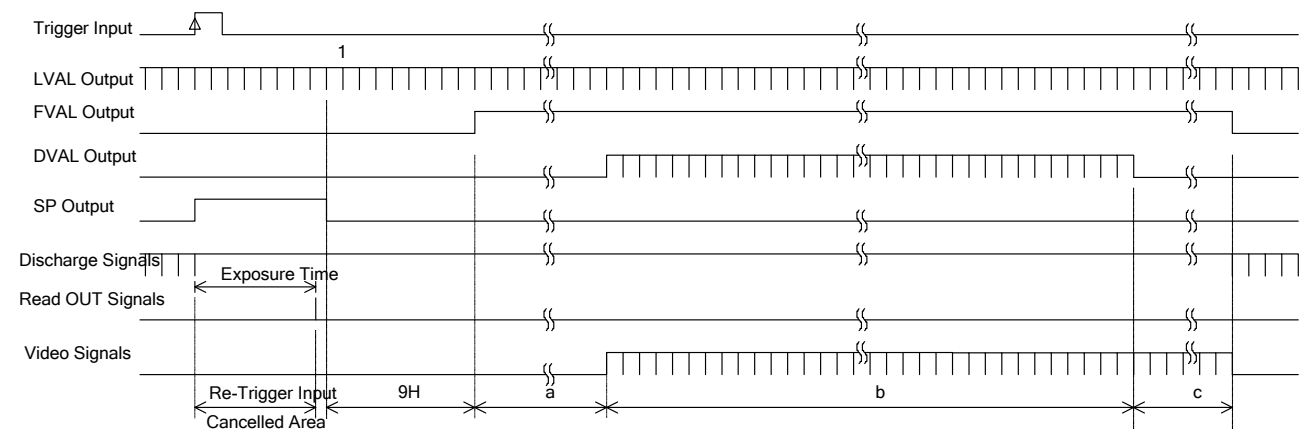 Trigger Input
1
LVAL Output
FVAL Output
DVAL Output
SP Output
Discharge Signals
Exposure Time
Read OUT Signals
Video Signals
Re-Trigger Input 9H a b c
Cancelled Area